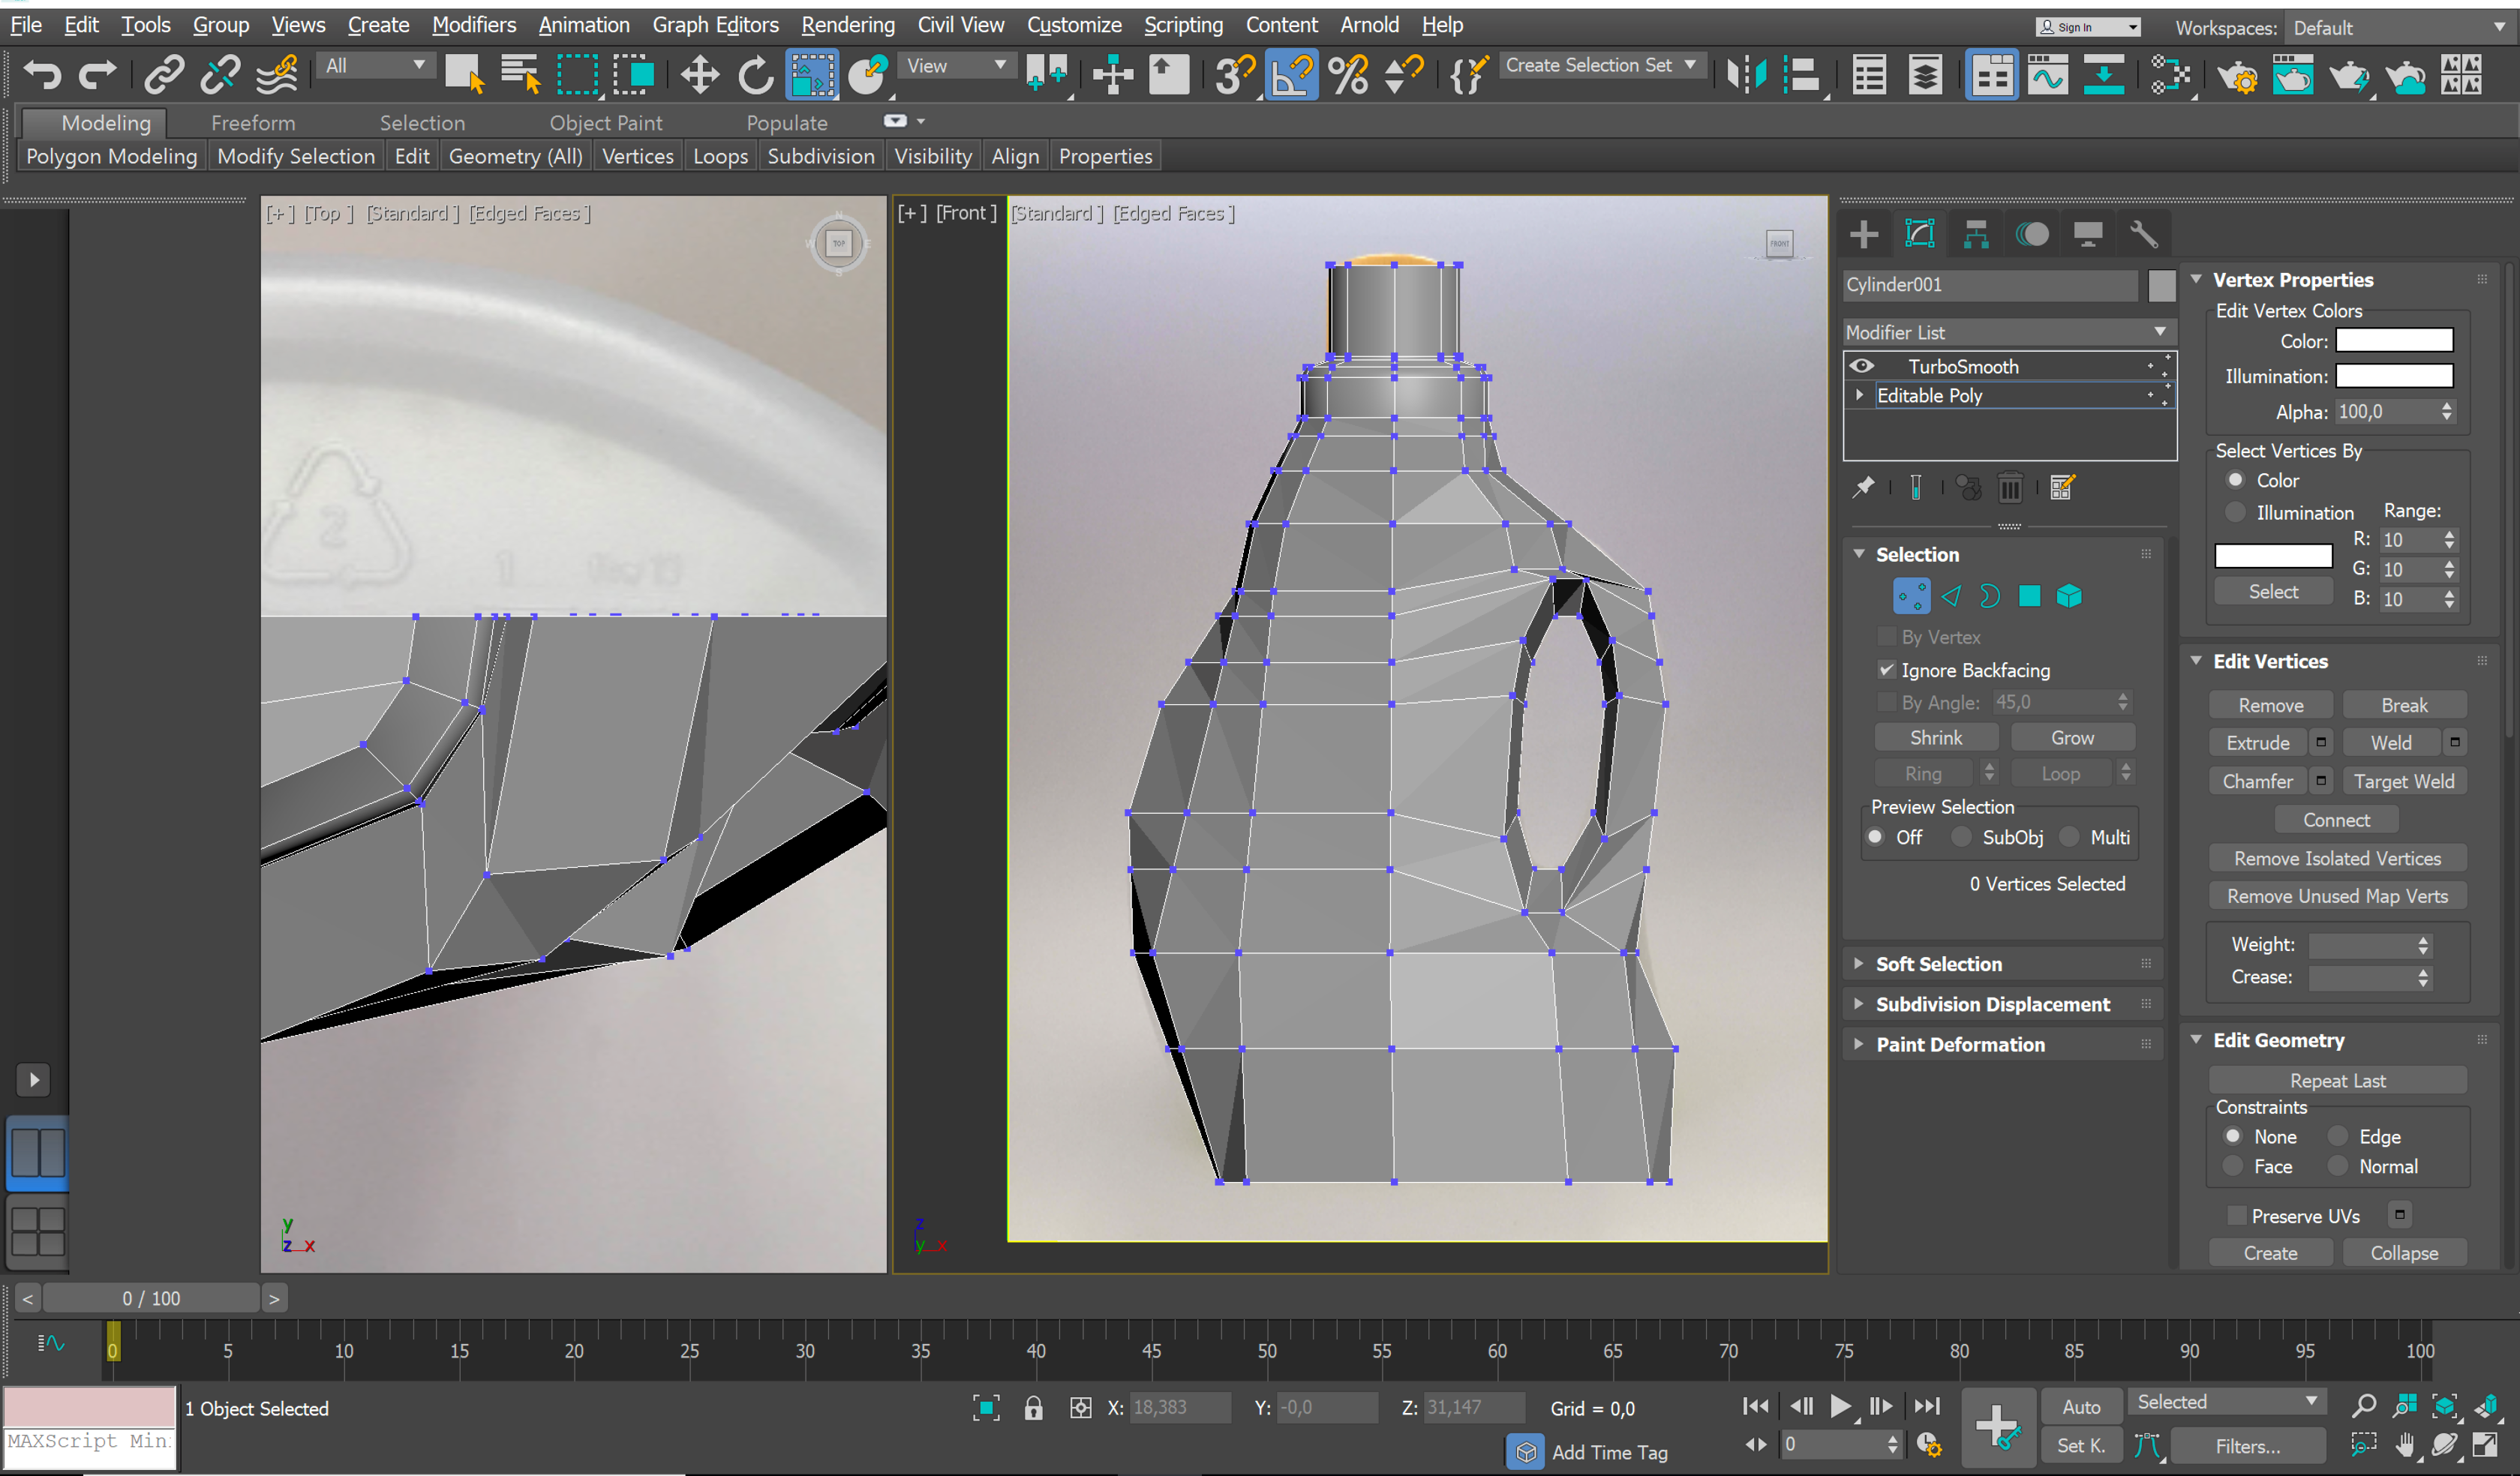 File Edit Tools Group Views Create Modifiers Animation Graph Editors Rendering Civil View Customize Scripting Content Arnold Help Sign In Workspaces: Default
All View 3 Create Selection Set
Modeling Freeform Selection Object Paint Populate
Polygon Modeling Modify Selection Edit Geometry (All) Vertices Loops Subdivision Visibility Align Properties
[+] [Top] [Standard] [Edged Faces]
N
W TOP E
S
2
1
y
z x
[+] [Front] [Standard] [Edged Faces]
FRONT
z
y x
Cylinder001
Modifier List
TurboSmooth
Editable Poly
Selection
By Vertex
Ignore Backfacing
By Angle: 45,0
Shrink Grow
Ring Loop
Preview Selection
Off SubObj Multi
0 Vertices Selected
Soft Selection
Subdivision Displacement
Paint Deformation
Vertex Properties
Edit Vertex Colors
Color:
Illumination:
Alpha: 100,0
Select Vertices By
Color
Illumination Range:
R: 10
G: 10
Select B: 10
Edit Vertices
Remove Break
Extrude Weld
Chamfer Target Weld
Connect
Remove Isolated Vertices
Remove Unused Map Verts
Weight:
Crease:
Edit Geometry
Repeat Last
Constraints
None Edge
Face Normal
Preserve UVs
Create Collapse
< 0 / 100 >
0 5 10 15 20 25 30 35 40 45 50 55 60 65 70 75 80 85 90 95 100
1 Object Selected X: 18,383 Y: -0,0 Z: 31,147 Grid = 0,0 Auto Selected
MAXScript Min Add Time Tag 0 Set K. Filters...